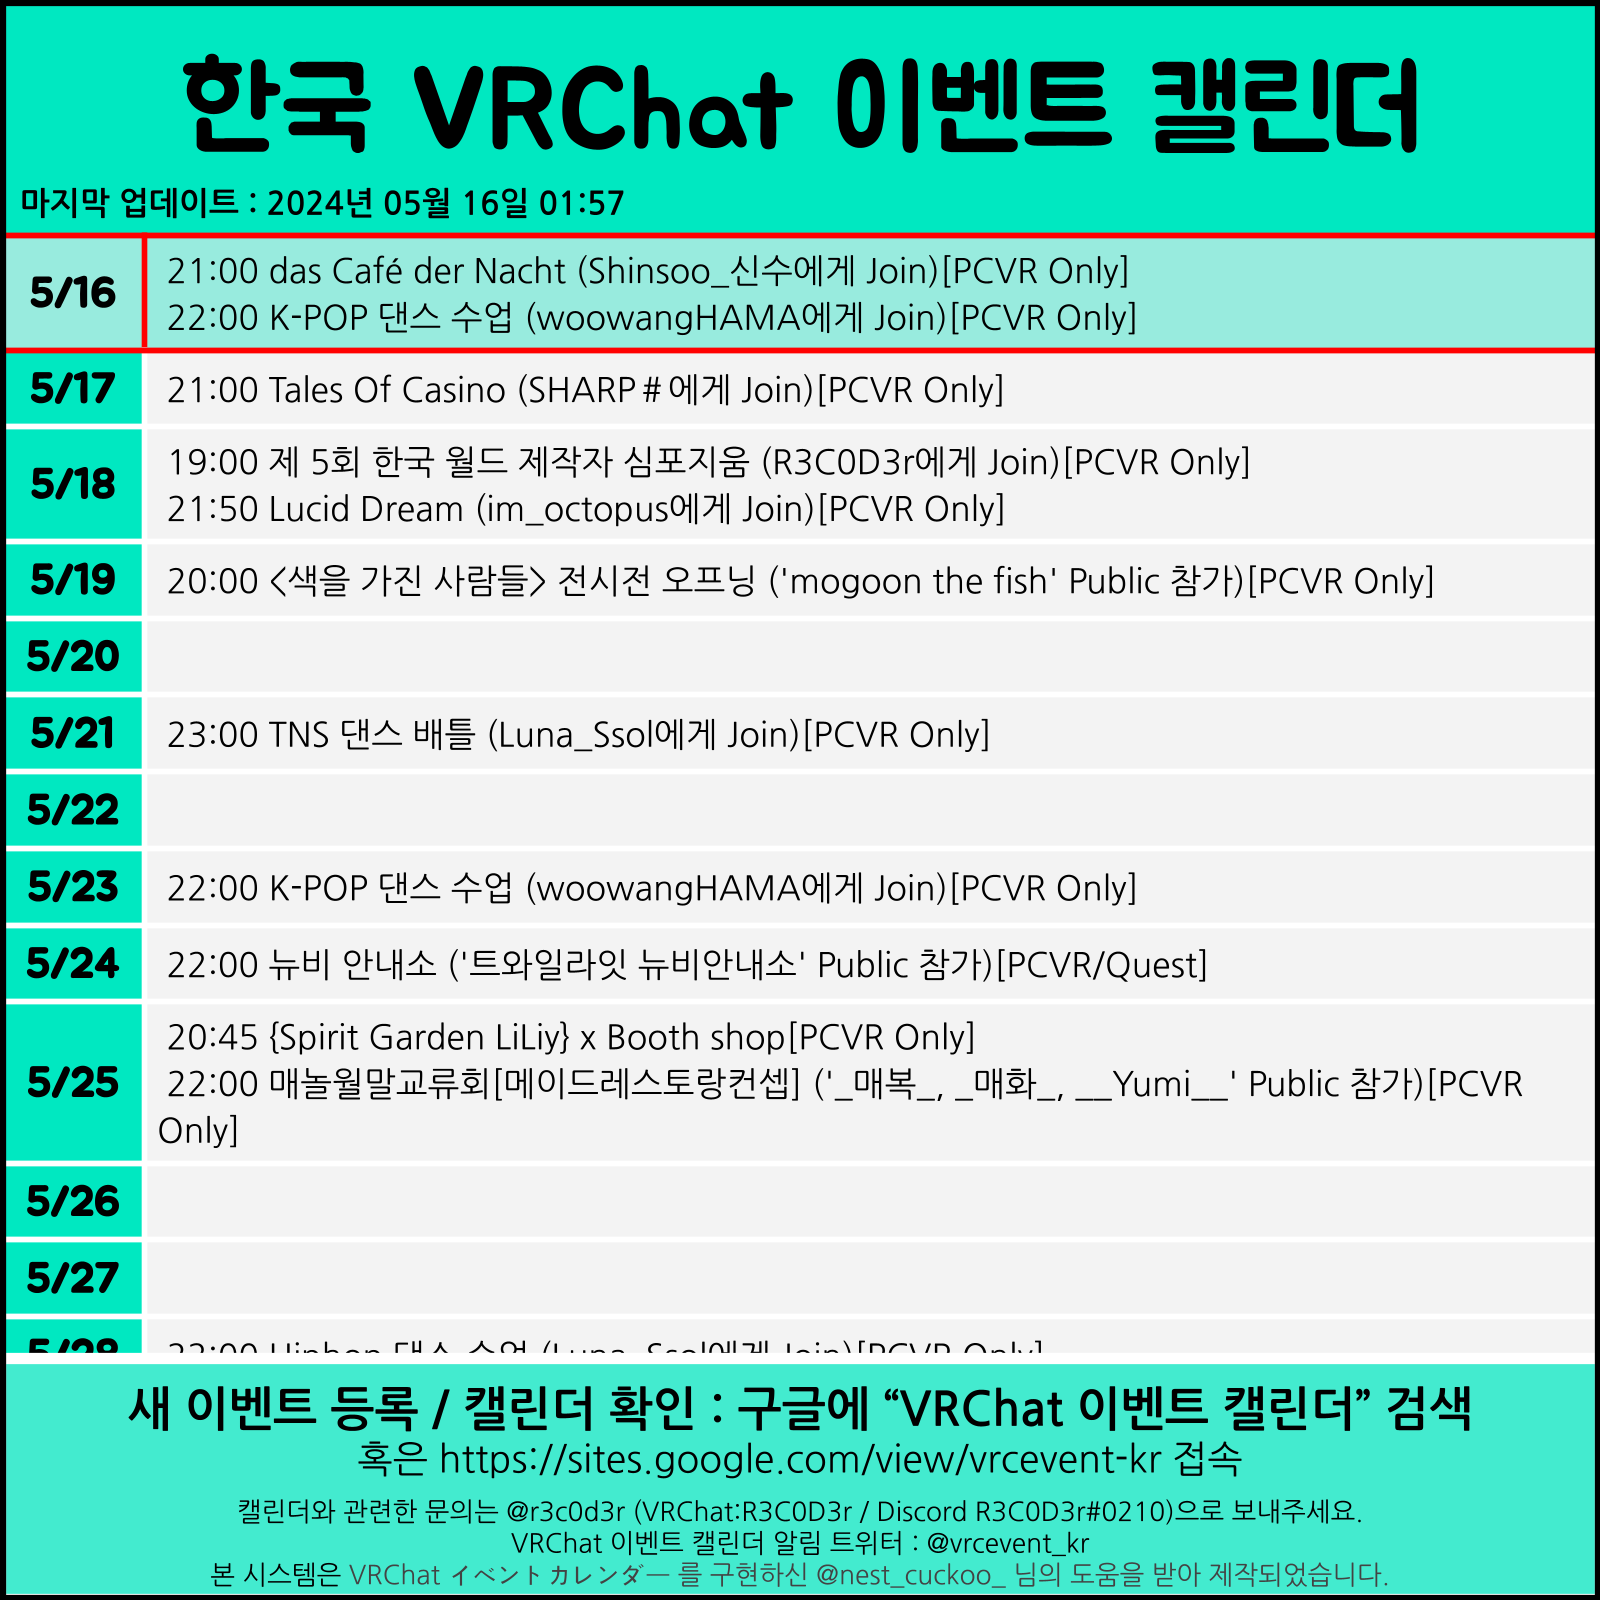 한국 VRChat 이벤트 캘린더
마지막 업데이트 : 2024년 05월 16일 01:57
5/16
21:00 das Café der Nacht (Shinsoo_신수에게 Join)[PCVR Only]
22:00 K-POP 댄스 수업 (woowangHAMA에게 Join)[PCVR Only]
5/17
21:00 Tales Of Casino (SHARP#에게 Join)[PCVR Only]
5/18
19:00 제 5회 한국 월드 제작자 심포지움 (R3C0D3r에게 Join)[PCVR Only]
21:50 Lucid Dream (im_octopus에게 Join)[PCVR Only]
5/19
20:00 <색을 가진 사람들> 전시전 오프닝 ('mogoon the fish' Public 참가)[PCVR Only]
5/20
5/21
23:00 TNS 댄스 배틀 (Luna_Ssol에게 Join)[PCVR Only]
5/22
5/23
22:00 K-POP 댄스 수업 (woowangHAMA에게 Join)[PCVR Only]
5/24
22:00 뉴비 안내소 ('트와일라잇 뉴비안내소' Public 참가)[PCVR/Quest]
5/25
20:45 {Spirit Garden LiLiy} x Booth shop[PCVR Only]
22:00 매놀월말교류회[메이드레스토랑컨셉] ('_매복_, _매화_, __Yumi__' Public 참가)[PCVR
Only]
5/26
5/27
5/28
Hiphop 댄스 수업 (Luna_Ssol에게 Join)[PCVR Only]
새 이벤트 등록 / 캘린더 확인 : 구글에 “VRChat 이벤트 캘린더” 검색
혹은 https://sites.google.com/view/vrcevent-kr 접속
캘린더와 관련한 문의는 @r3c0d3r (VRChat:R3C0D3r / Discord R3C0D3r#0210)으로 보내주세요.
VRChat 이벤트 캘린더 알림 트위터 : @vrcevent_kr
본 시스템은 VRChat イベントカレンダー 를 구현하신 @nest_cuckoo_ 님의 도움을 받아 제작되었습니다.